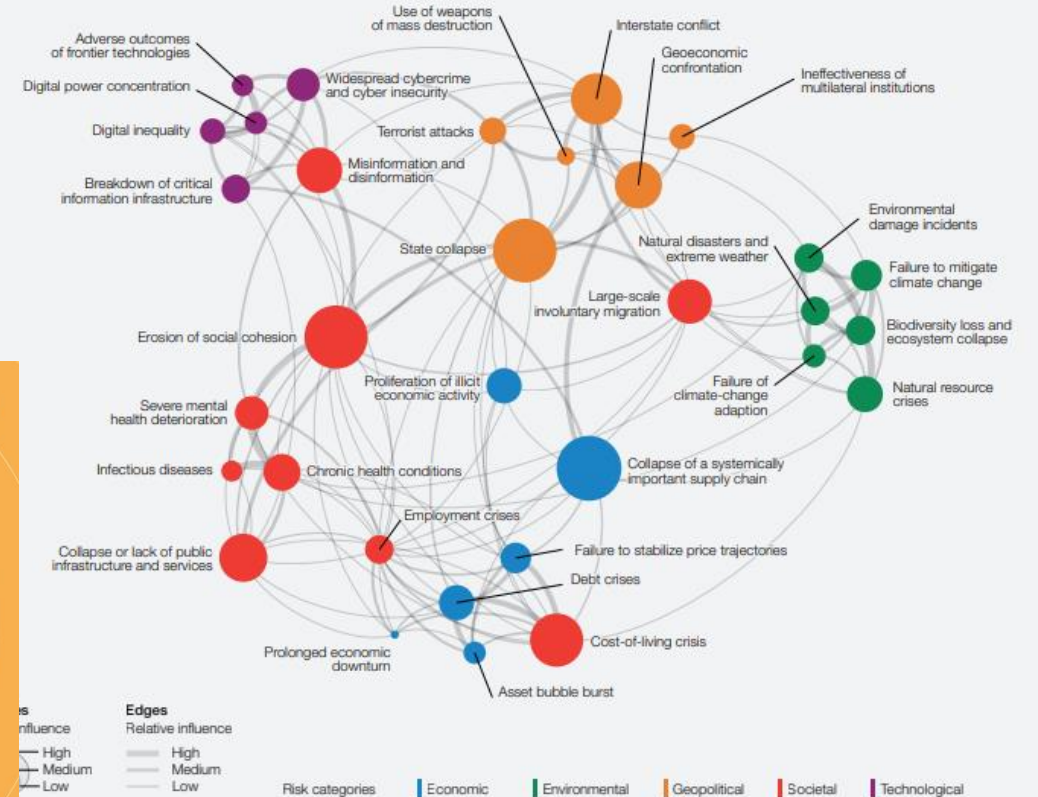 Use of weapons
of mass destruction
Interstate conflict
Adverse outcomes
of frontier technologies
Geoeconomic
confrontation
Digital power concentration
Widespread cybercrime
and cyber insecurity
Ineffectiveness of
multilateral institutions
Digital inequality
Terrorist attacks
Misinformation and
disinformation
Breakdown of critical
information infrastructure
Environmental
damage incidents
State collapse
Natural disasters and
extreme weather
Failure to mitigate
climate change
Large-scale
involuntary migration
Erosion of social cohesion
Biodiversity loss and
ecosystem collapse
Proliferation of illicit
economic activity
Failure of
climate-change
adaption
Natural resource
crises
Severe mental
health deterioration
Infectious diseases
Chronic health conditions
Collapse of a systemically
important supply chain
Employment crises
Collapse or lack of public
infrastructure and services
Failure to stabilize price trajectories
Debt crises
Cost-of-living crisis
Prolonged economic
downturn
Asset bubble burst
es
nfluence
High
Medium
Low
Edges
Relative influence
High
Medium
Low
Risk categories
Economic
Environmental
Geopolitical
Societal
Technological